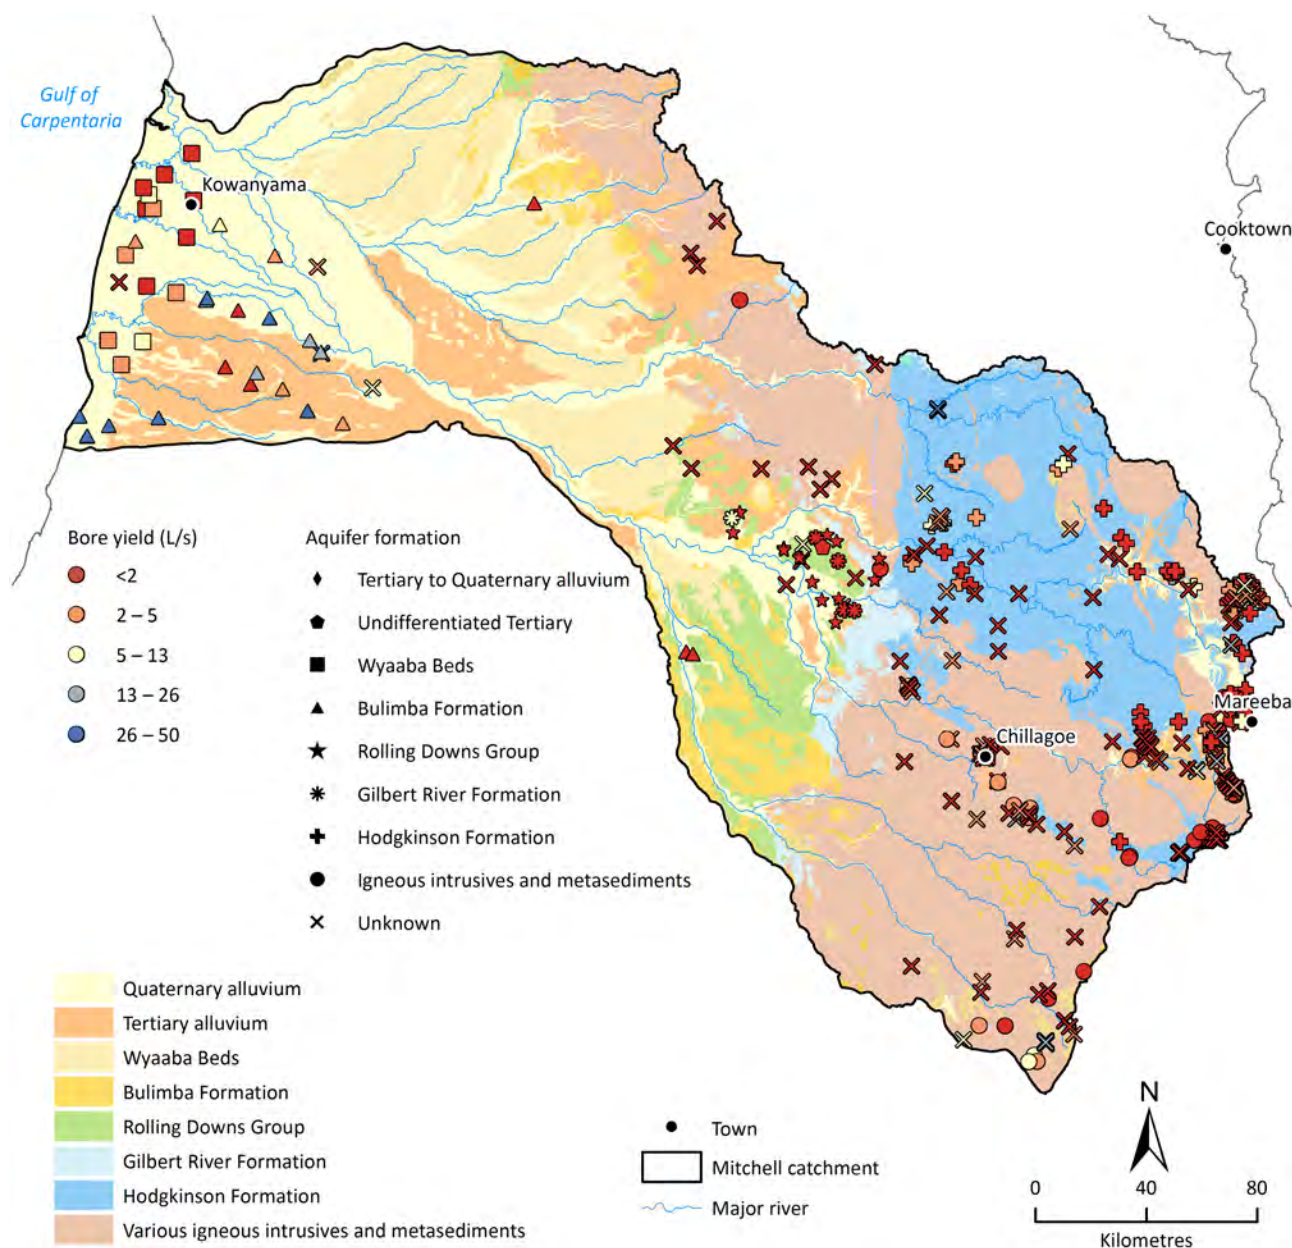 Gulf of
Carpentaria
Kowanyama
Cooktown
Mareeba
Chillagoe
Bore yield (L/s)
<2
2 – 5
5 – 13
13 – 26
26 – 50
Aquifer formation
Tertiary to Quaternary alluvium
Undifferentiated Tertiary
Wyaaba Beds
Bulimba Formation
Rolling Downs Group
Gilbert River Formation
Hodgkinson Formation
Igneous intrusives and metasediments
Unknown
Quaternary alluvium
Tertiary alluvium
Wyaaba Beds
Bulimba Formation
Rolling Downs Group
Gilbert River Formation
Hodgkinson Formation
Various igneous intrusives and metasediments
Town
Mitchell catchment
Major river
N
0 40 80
Kilometres